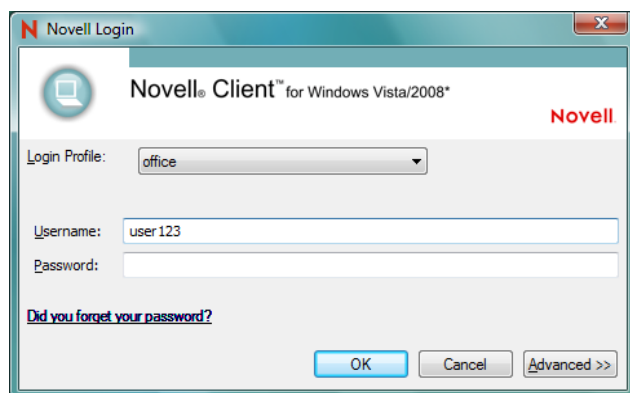 N Novell Login
Novell® Client™ for Windows Vista/2008*
Novell.
Login Profile: office
Username: user123
Password:
Did you forget your password?
OK Cancel Advanced >>